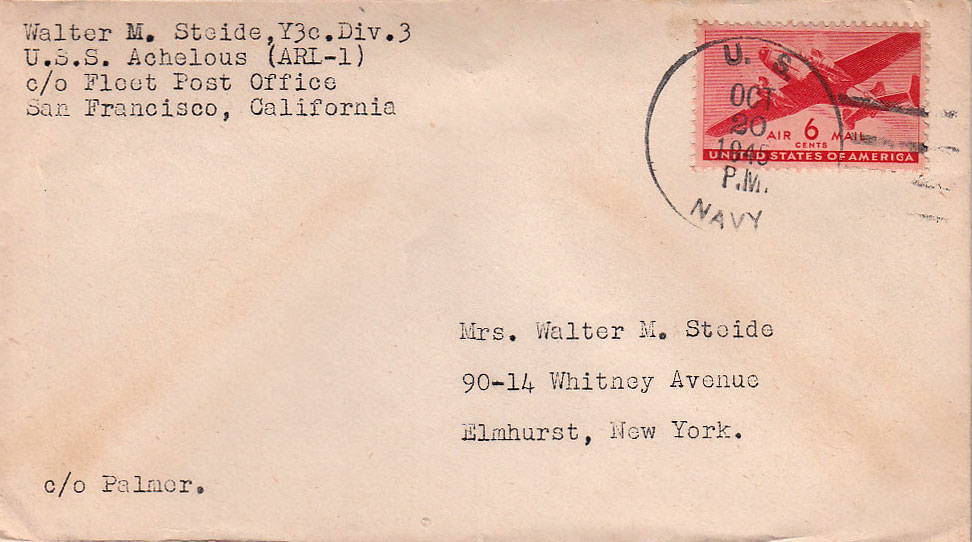 Walter M. Steide,Y3c.Div.3
U.S.S. Achelous (ARL-1)
c/o Fleet Post Office
San Francisco, California
U. S.
OCT
20
1945
P.M.
NAVY
AIR 6 MAIL
CENTS
UNITED STATES OF AMERICA
Mrs. Walter M. Steide
90-14 Whitney Avenue
Elmhurst, New York.
c/o Palmer.